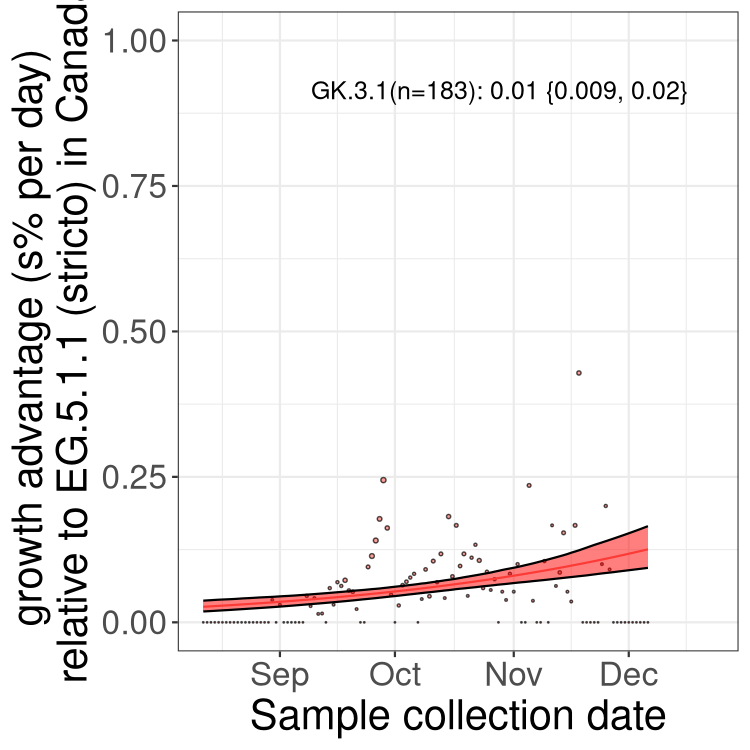 growth advantage (s% per day)
relative to EG.5.1.1 (stricto) in Canada
1.00
GK.3.1(n=183): 0.01 {0.009, 0.02}
0.75
0.50
0.25
0.00
Sep Oct Nov Dec
Sample collection date